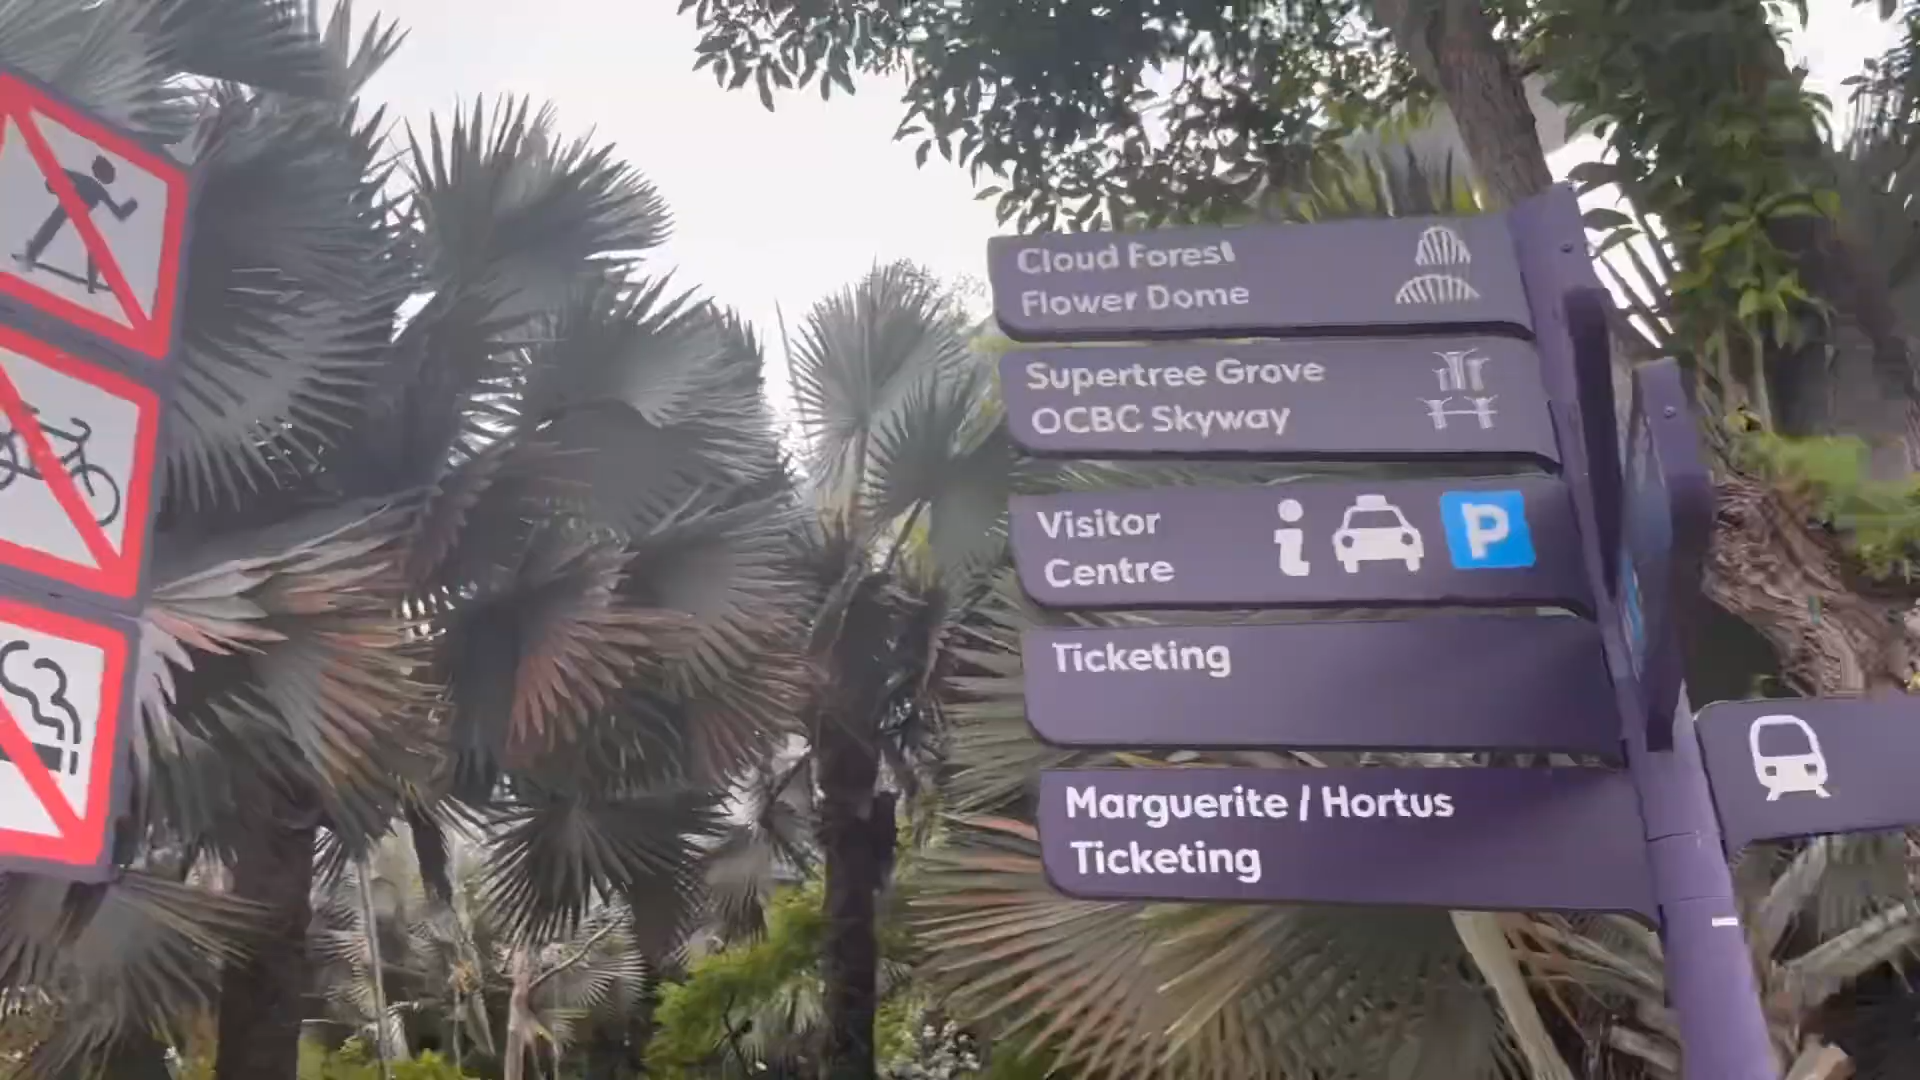 Cloud Forest
Flower Dome
Supertree Grove
OCBC Skyway
Visitor
Centre
P
Ticketing
Marguerite / Hortus
Ticketing